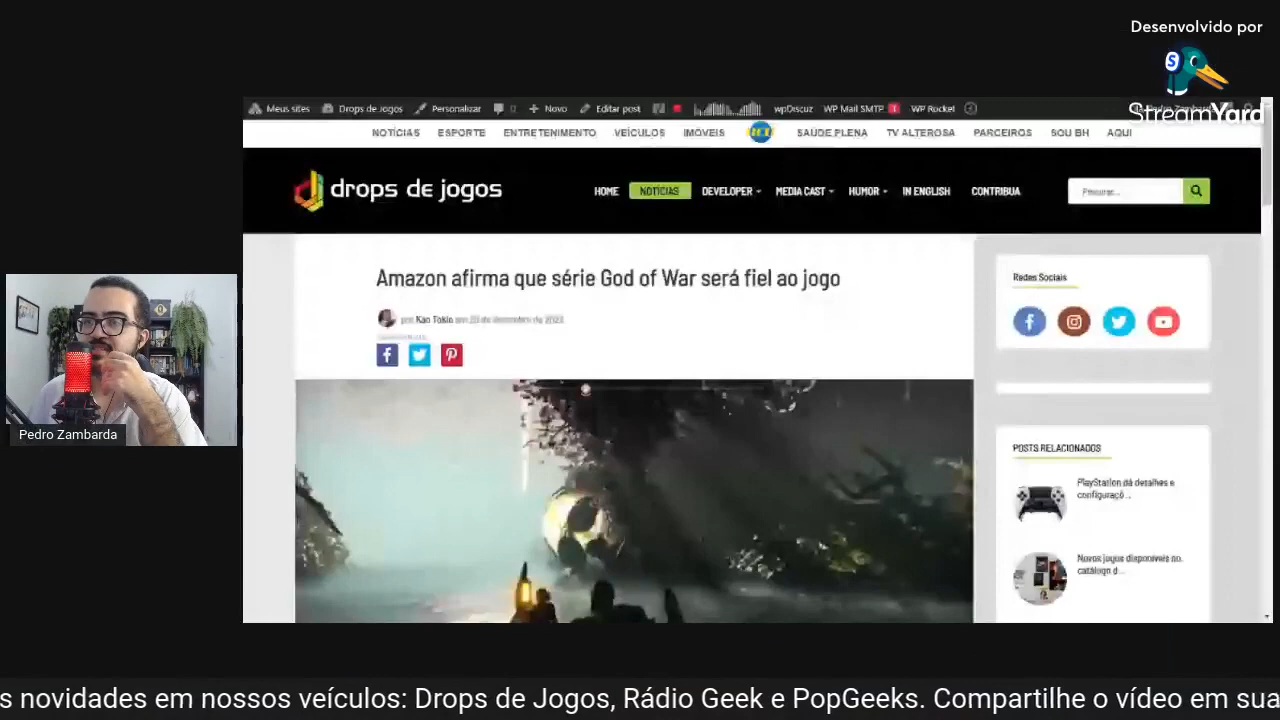 Desenvolvido por
StreamYard
Meus sites Drops de Jogos Personalizar 0 Novo Editar post wpDiscuz WP Mail SMTP 1 WP Rocket
NOTÍCIAS ESPORTE ENTRETENIMENTO VEÍCULOS IMÓVEIS SAÚDE PLENA TV ALTEROSA PARCEIROS SOU BH AQUI
drops de jogos
HOME NOTÍCIAS DEVELOPER MEDIA CAST HUMOR IN ENGLISH CONTRIBUA
Pesquisar...
Amazon afirma que série God of War será fiel ao jogo
por Kao Tokio em
Redes Sociais
POSTS RELACIONADOS
PlayStation dá detalhes e
configuraçõ...
Novos jogos disponíveis no
catálogo d...
Pedro Zambarda
s novidades em nossos veículos: Drops de Jogos, Rádio Geek e PopGeeks. Compartilhe o vídeo em sua